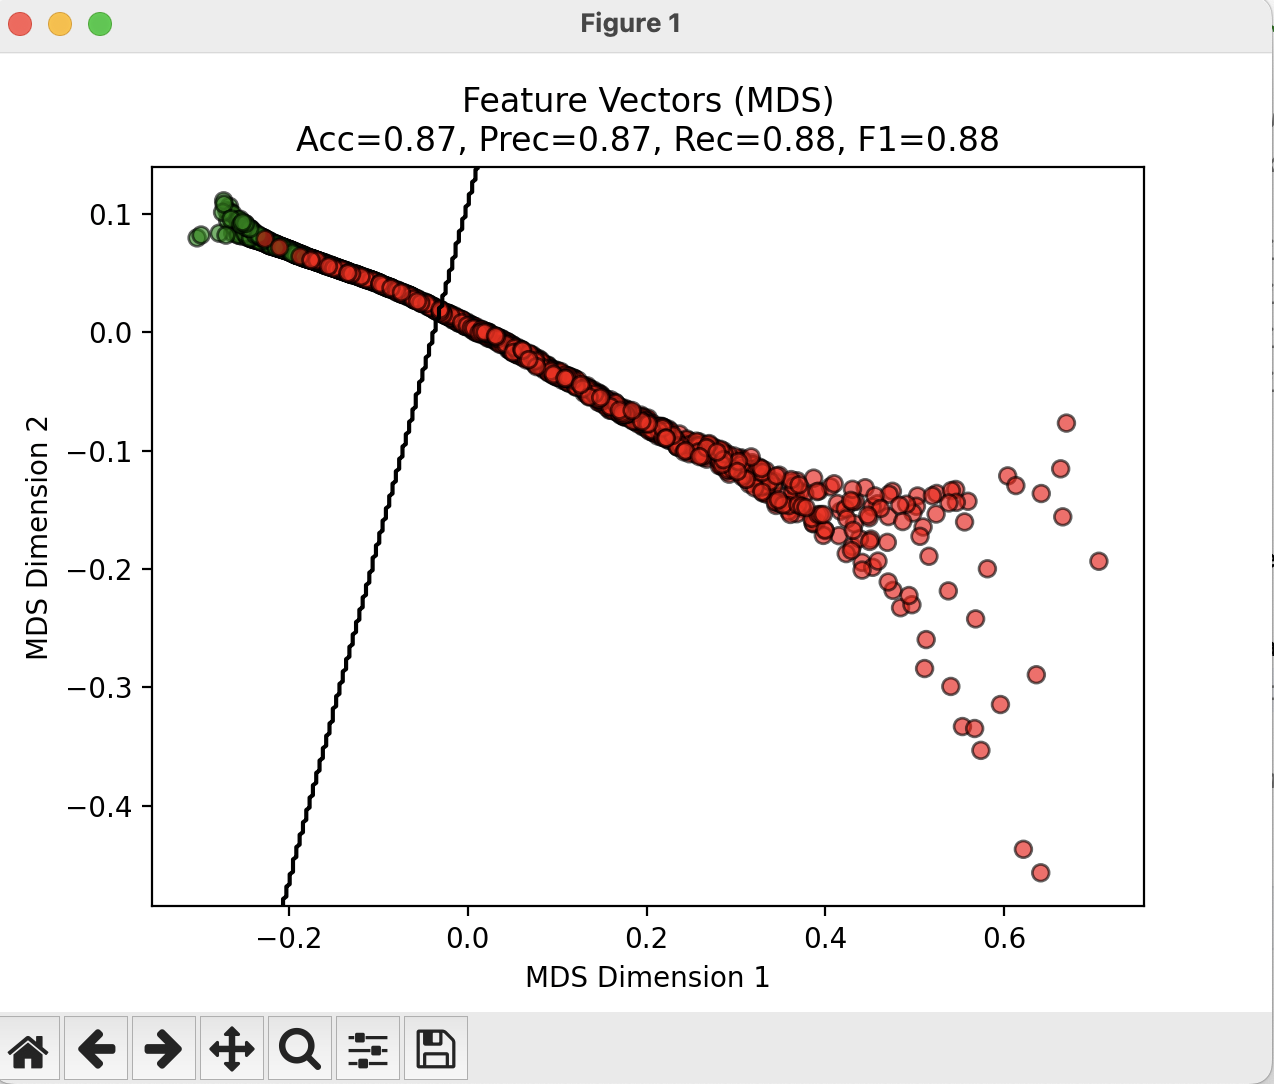 Figure 1
Feature Vectors (MDS)
Acc=0.87, Prec=0.87, Rec=0.88, F1=0.88
MDS Dimension 2
0.1
0.0
−0.1
−0.2
−0.3
−0.4
−0.2 0.0 0.2 0.4 0.6
MDS Dimension 1